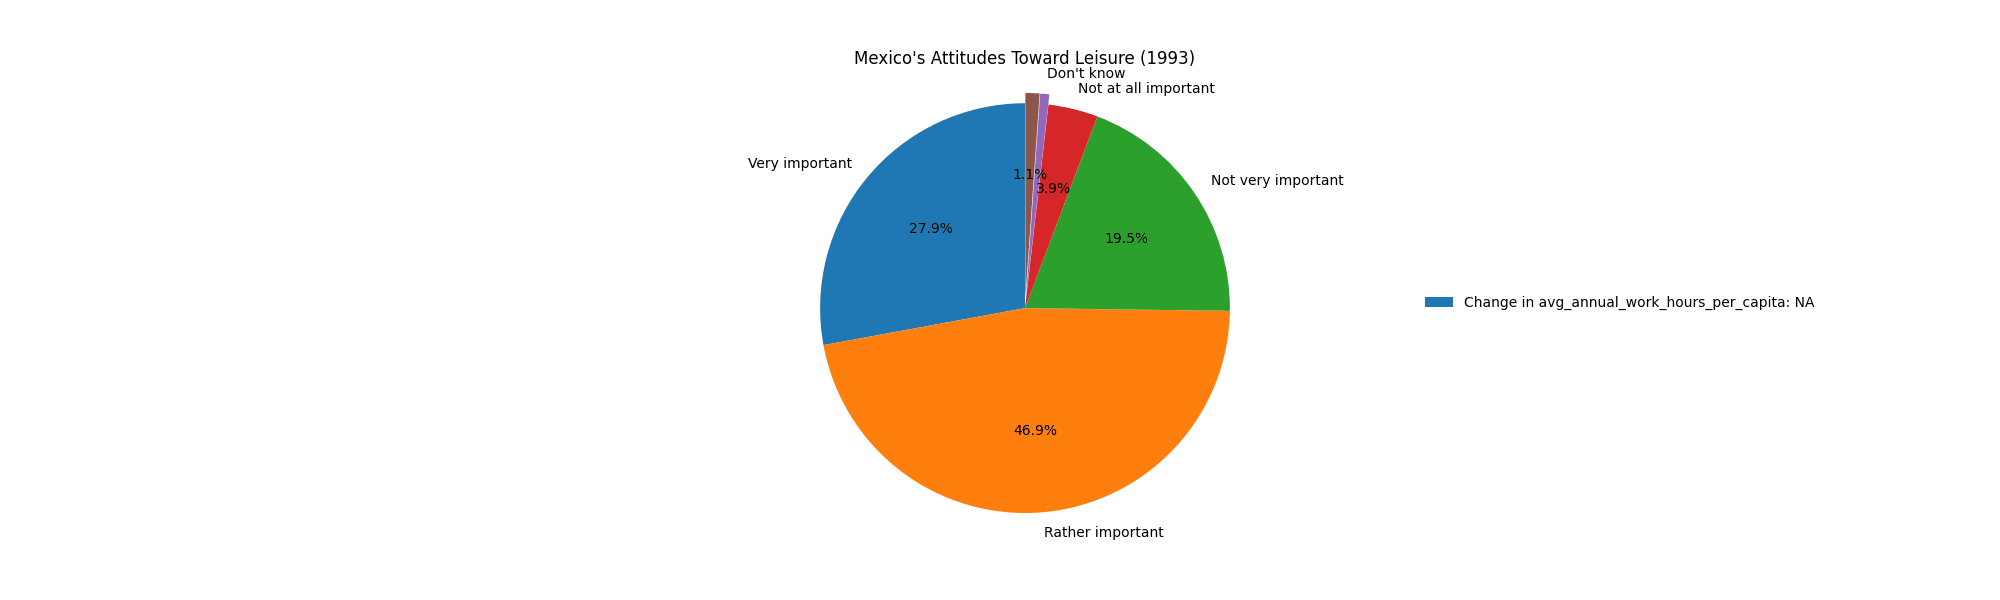 Mexico's Attitudes Toward Leisure (1993)
Don't know
Not at all important
Very important
Not very important
1.1%
3.9%
27.9%
19.5%
Change in avg_annual_work_hours_per_capita: NA
46.9%
Rather important